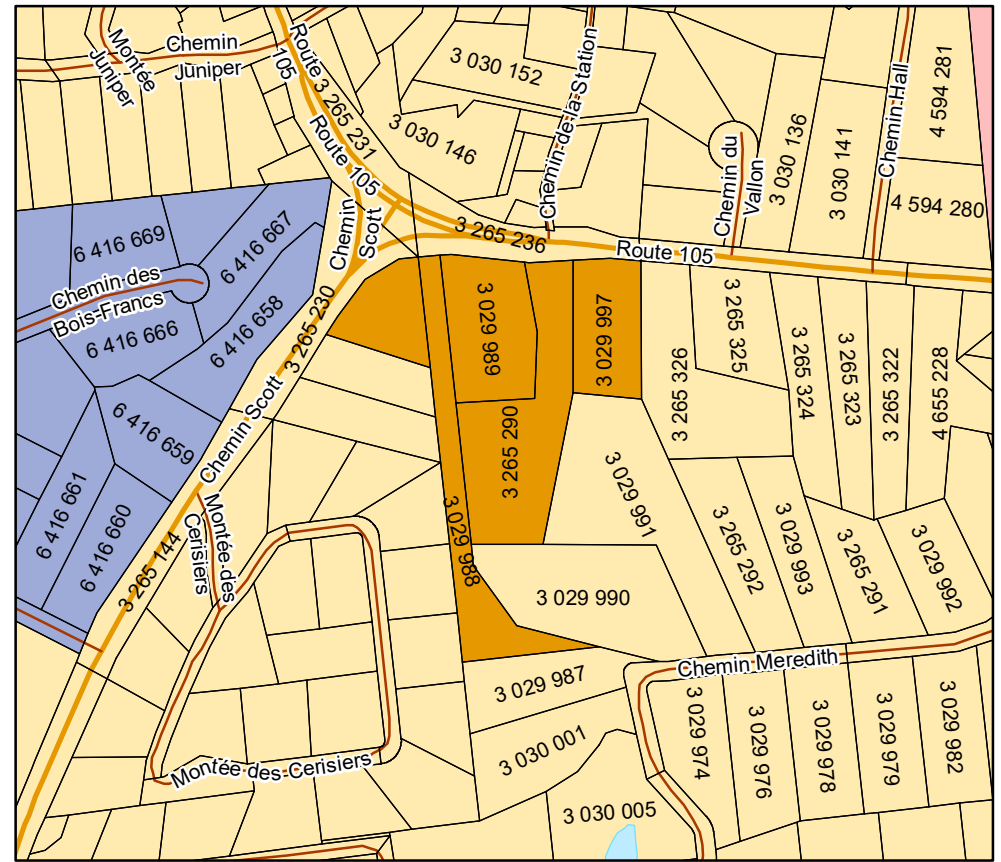 Montée
Juniper
Chemin
Juniper
Route
105
3 265 231
Route 105
3 030 152
3 030 146
Chemin-de-la-Station
Chemin du
Vallon
3 030 136
3 030 141
Chemin-Hall
4 594 281
4 594 280
3 265 236
Route 105
Chemin
Scott
6 416 669
6 416 667
Chemin des
Bois-Francs
6 416 666
6 416 658
3 265 230
3 029 689
3 029 997
3 265 290
3 265 326
3 265 325
3 265 324
3 265 323
3 265 322
4 655 228
6 416 659
Chemin Scott
6 416 661
6 416 660
3 265 144
Montée-des
Cerisiers
3 029 988
3 029 991
3 265 292
3 029 993
3 265 291
3 029 992
3 029 990
3 029 987
Chemin Meredith
3 030 001
3 029 974
3 029 976
3 029 978
3 029 979
3 029 982
Montée des Cerisiers
3 030 005